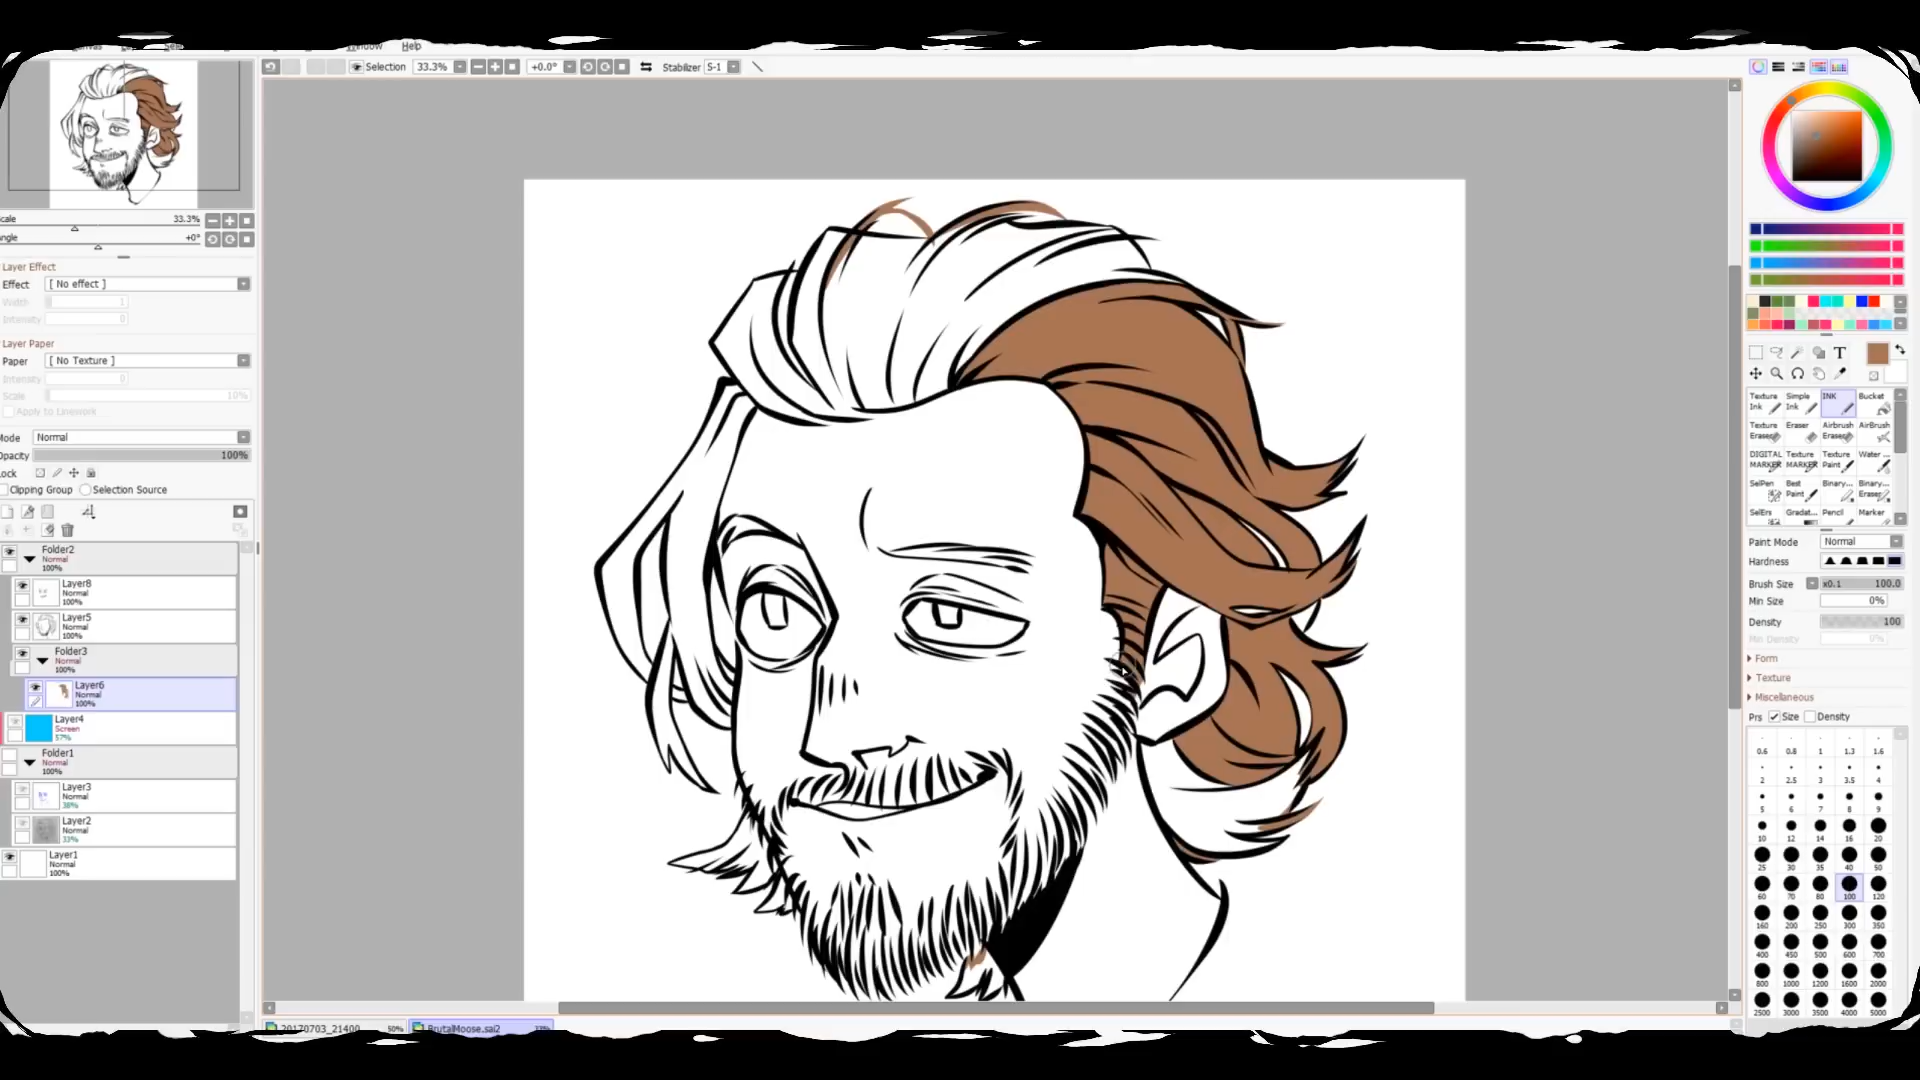 Window Help
Selection 33.3% +0.0° Stabilizer S-1
cale 33.3%
ngle +0°
Layer Effect
Effect [ No effect ]
Width 1
Intensity 0
Layer Paper
Paper [ No Texture ]
Intensity 0
Scale 10%
Apply to Linework
Mode Normal
Opacity 100%
Lock
Clipping Group Selection Source
Folder2
Normal
100%
Layer8
Normal
100%
Layer5
Normal
100%
Folder3
Normal
100%
Layer6
Normal
100%
Layer4
Screen
57%
Folder1
Normal
100%
Layer3
Normal
38%
Layer2
Normal
33%
Layer1
Normal
100%
20170703_21400 50% BrutalMoose.sai2 33%
T
Texture Ink Simple Ink INK Bucket
Texture Eraser Eraser Airbrush Eraser AirBrush
DIGITAL MARKER Texture MARKER Texture Paint Water ...
SelPen Best Paint Binary... Binary... Eraser
SelErs Gradat... Pencil Marker
Paint Mode Normal
Hardness
Brush Size x0.1 100.0
Min Size 0%
Density 100
Min Density 0%
Form
Texture
Miscellaneous
Prs Size Density
0.6 0.8 1 1.3 1.6
2 2.5 3 3.5 4
5 6 7 8 9
10 12 14 16 20
25 30 35 40 50
60 70 80 100 120
160 200 250 300 350
400 450 500 600 700
800 1000 1200 1600 2000
2500 3000 3500 4000 5000